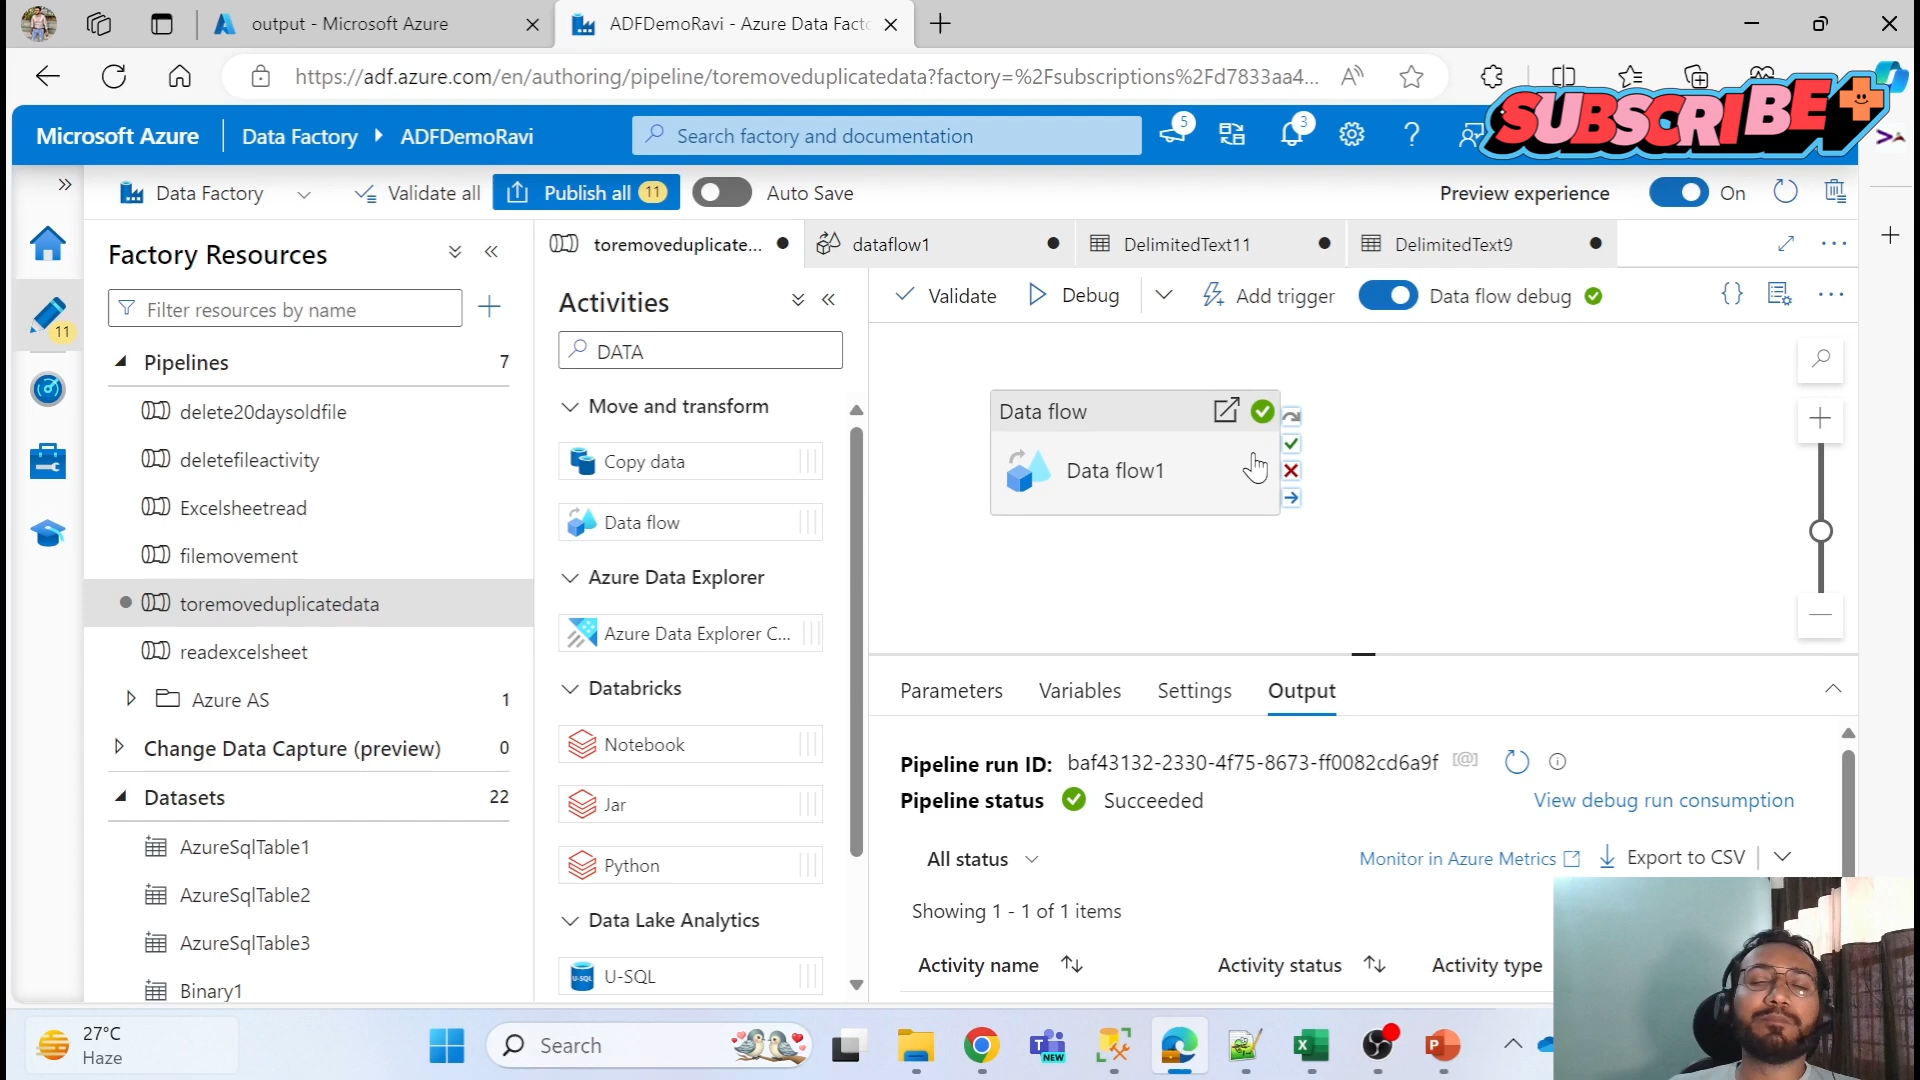 output - Microsoft Azure
ADFDemoRavi - Azure Data Facto
https://adf.azure.com/en/authoring/pipeline/toremoveduplicatedata?factory=%2Fsubscriptions%2Fd7833aa4...
SUBSCRIBE
Microsoft Azure
Data Factory
ADFDemoRavi
Search factory and documentation
5
3
Data Factory
Validate all
Publish all 11
Auto Save
Preview experience
On
Factory Resources
Filter resources by name
11
Pipelines 7
delete20daysoldfile
deletefileactivity
Excelsheetread
filemovement
toremoveduplicatedata
readexcelsheet
Azure AS 1
Change Data Capture (preview) 0
Datasets 22
AzureSqlTable1
AzureSqlTable2
AzureSqlTable3
Binary1
toremoveduplicate...
dataflow1
DelimitedText11
DelimitedText9
Activities
DATA
Move and transform
Copy data
Data flow
Azure Data Explorer
Azure Data Explorer C...
Databricks
Notebook
Jar
Python
Data Lake Analytics
U-SQL
U-SQL
Validate
Debug
Add trigger
Data flow debug
Data flow
Data flow1
Parameters
Variables
Settings
Output
Pipeline run ID: baf43132-2330-4f75-8673-ff0082cd6a9f
Pipeline status Succeeded
View debug run consumption
All status
Monitor in Azure Metrics
Export to CSV
Showing 1 - 1 of 1 items
Activity name
Activity status
Activity type
27°C
Haze
Search
NEW